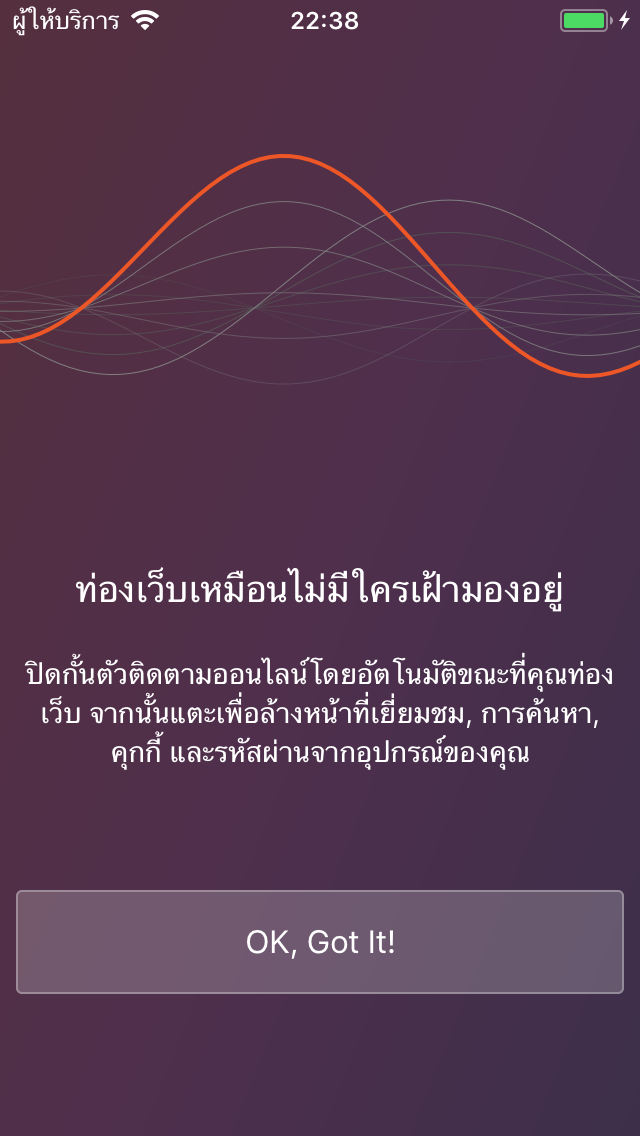 ผู้ให้บริการ 22:38
ท่องเว็บเหมือนไม่มีใครเฝ้ามองอยู่
ปิดกั้นตัวติดตามออนไลน์โดยอัตโนมัติขณะที่คุณท่อง
เว็บ จากนั้นแตะเพื่อล้างหน้าที่เยี่ยมชม, การค้นหา,
คุกกี้ และรหัสผ่านจากอุปกรณ์ของคุณ
OK, Got It!